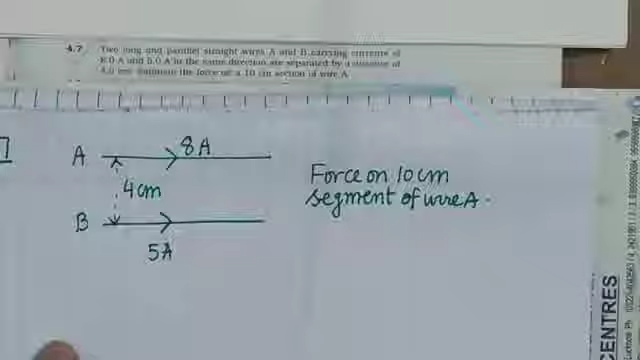 4.7 Two long and parallel straight wires A and B carrying currents of
8.0 A and 5.0 A in the same direction are separated by a distance of
4.0 cm. Estimate the force on a 10 cm section of wire A.
A 8A
4cm
B
5A
Force on 10cm
segment of wire A.
CENTRES